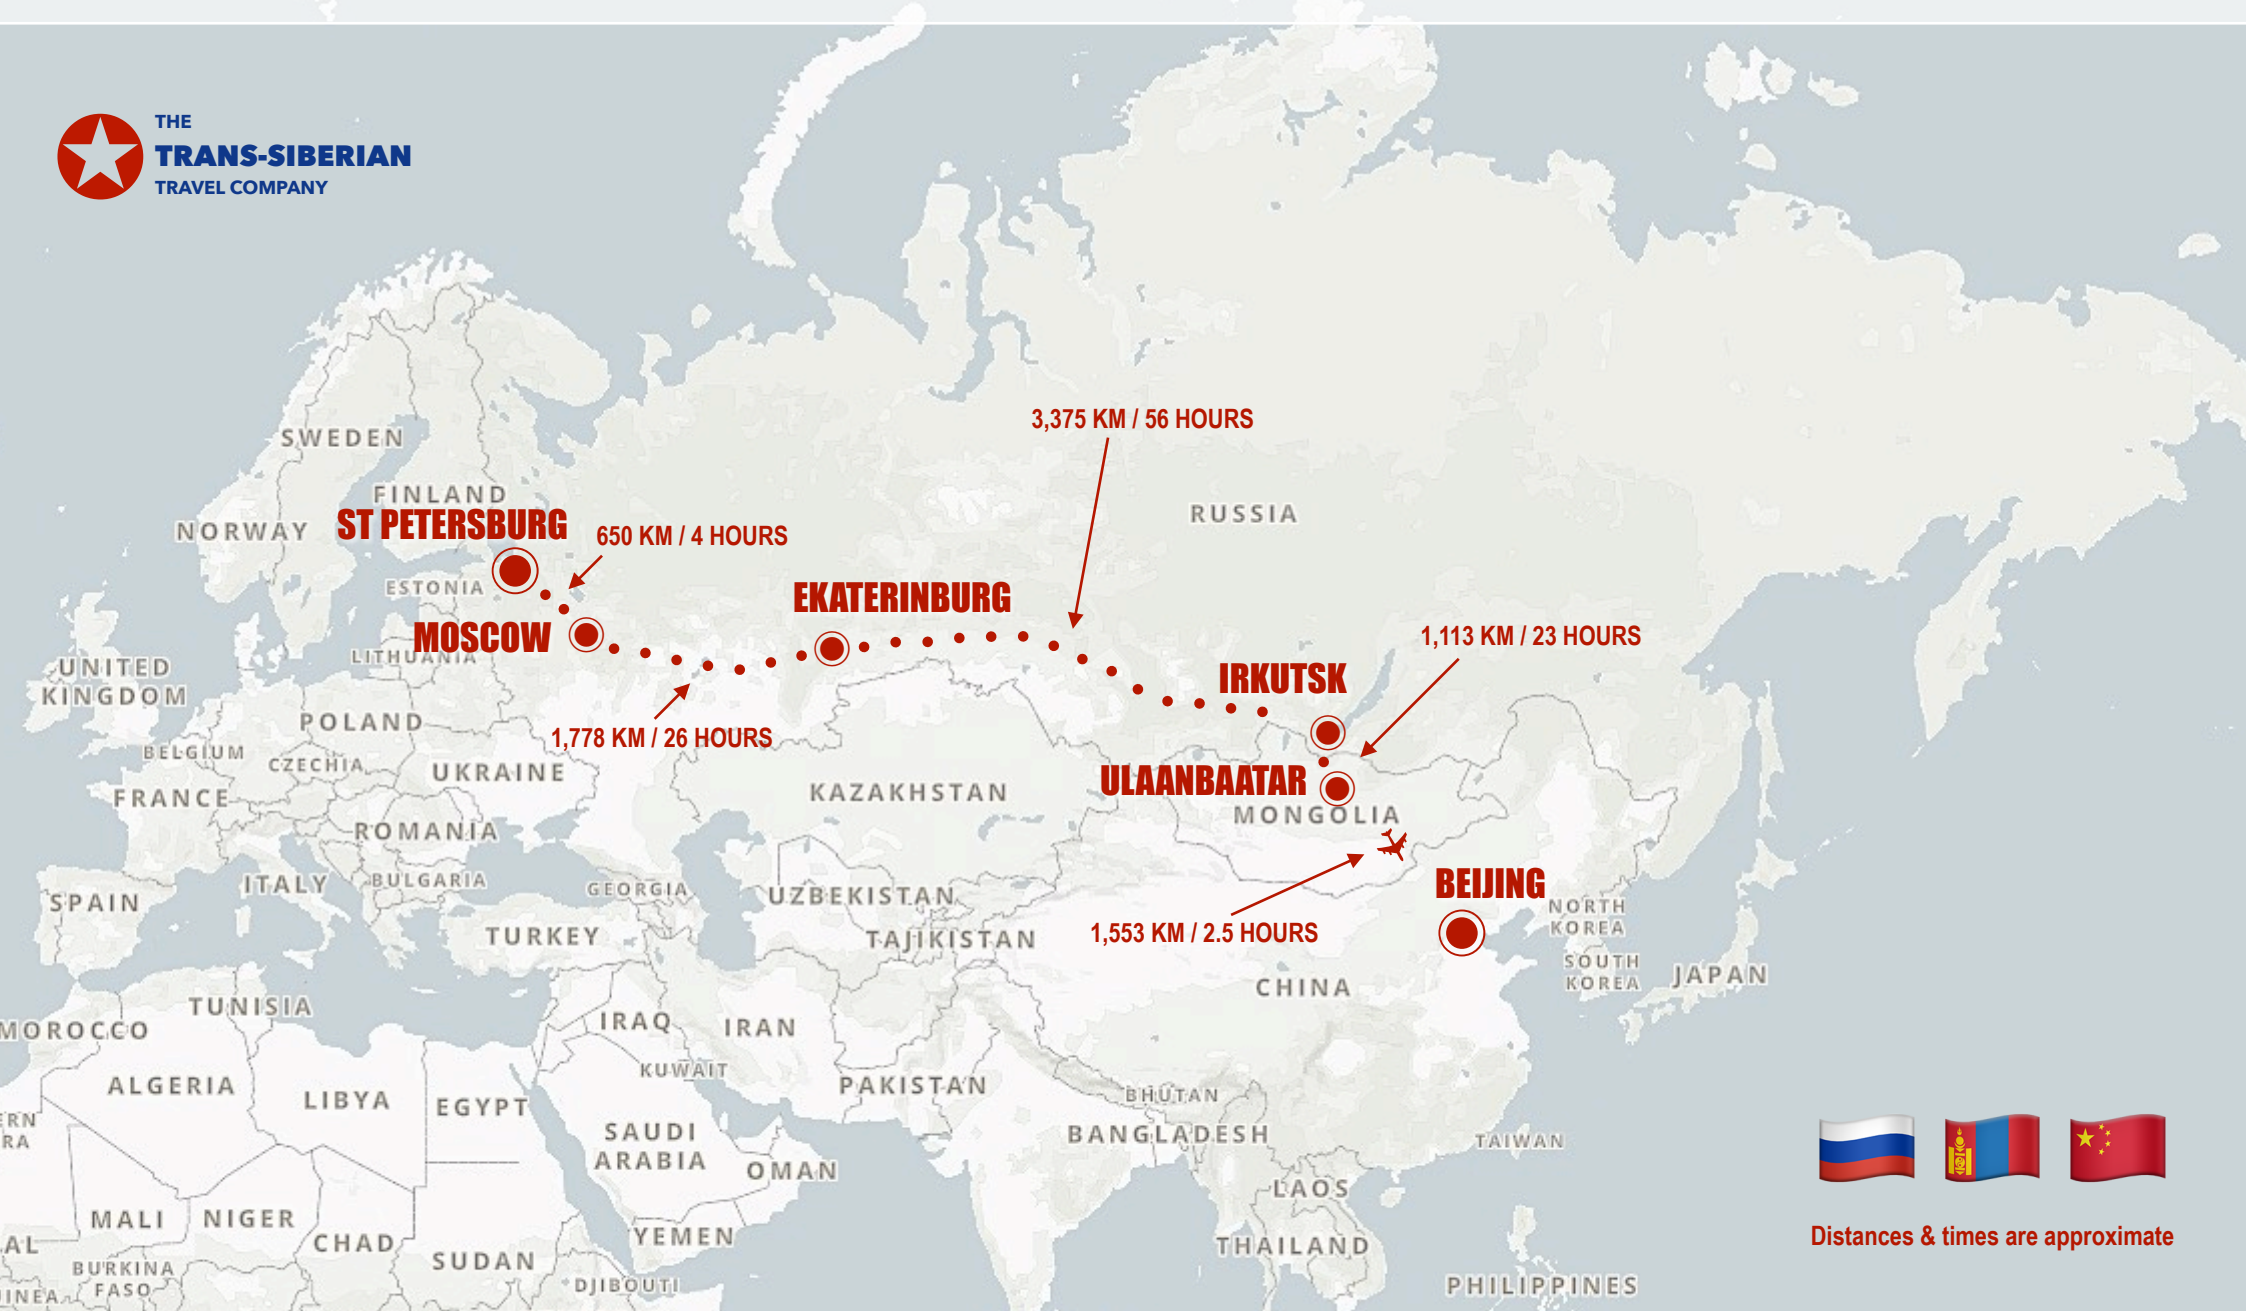 THE
TRANS-SIBERIAN
TRAVEL COMPANY
3,375 KM / 56 HOURS
SWEDEN
FINLAND
RUSSIA
ST PETERSBURG
NORWAY
650 KM / 4 HOURS
ESTONIA
EKATERINBURG
MOSCOW
1,113 KM / 23 HOURS
LITHUANIA
UNITED
KINGDOM
IRKUTSK
POLAND
1,778 KM / 26 HOURS
BELGIUM
CZECHIA
UKRAINE
ULAANBAATAR
KAZAKHSTAN
FRANCE
MONGOLIA
ROMANIA
ITALY
BULGARIA
GEORGIA
BEIJING
UZBEKISTAN
SPAIN
NORTH
KOREA
1,553 KM / 2.5 HOURS
TURKEY
TAJIKISTAN
SOUTH
KOREA
JAPAN
CHINA
TUNISIA
MOROCCO
IRAQ
IRAN
KUWAIT
ALGERIA
PAKISTAN
LIBYA
EGYPT
BHUTAN
ERN
RA
SAUDI
ARABIA
BANGLADESH
TAIWAN
OMAN
LAOS
MALI
NIGER
YEMEN
Distances & times are approximate
AL
CHAD
THAILAND
SUDAN
BURKINA
FASO
DJIBOUTI
PHILIPPINES
INEA